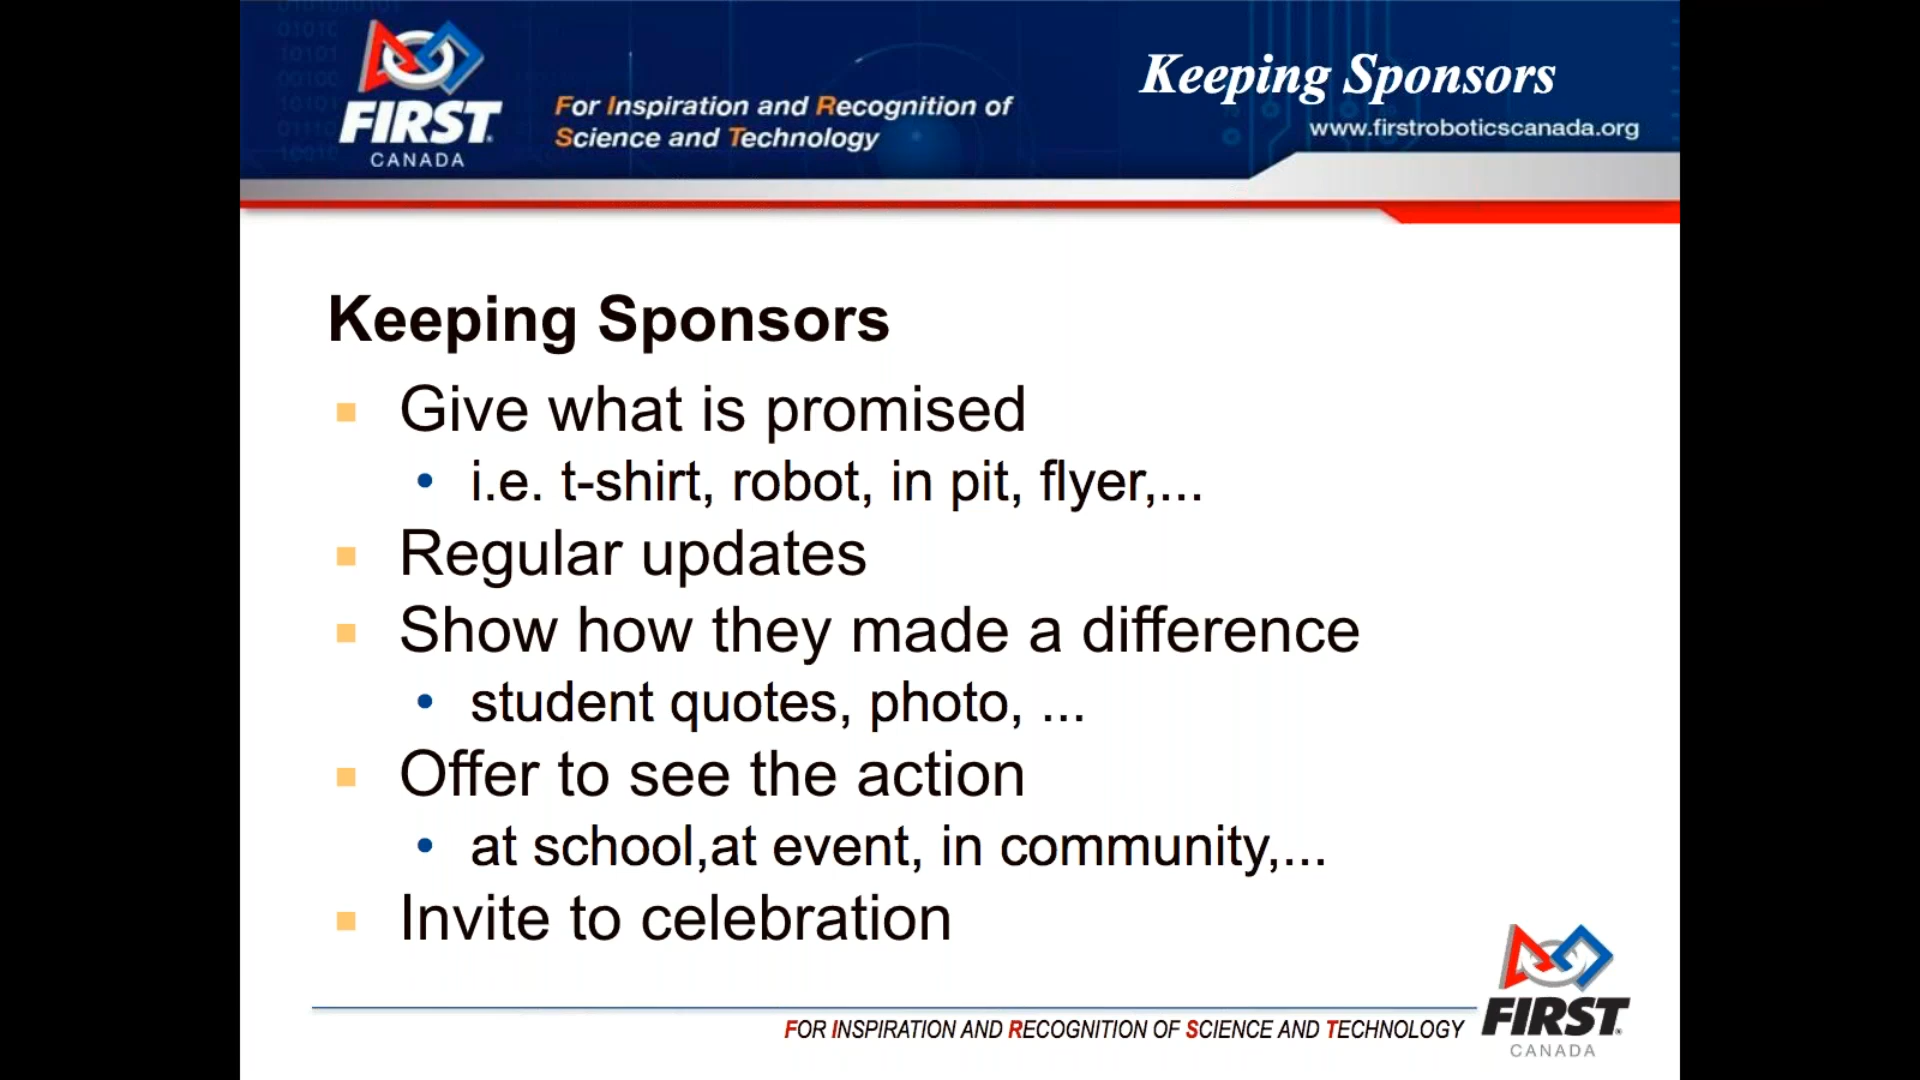 FIRST
CANADA
For Inspiration and Recognition of
Science and Technology
Keeping Sponsors
www.firstroboticscanada.org
Keeping Sponsors
Give what is promised
i.e. t-shirt, robot, in pit, flyer,...
Regular updates
Show how they made a difference
student quotes, photo, ...
Offer to see the action
at school,at event, in community,...
Invite to celebration
FOR INSPIRATION AND RECOGNITION OF SCIENCE AND TECHNOLOGY
FIRST
CANADA